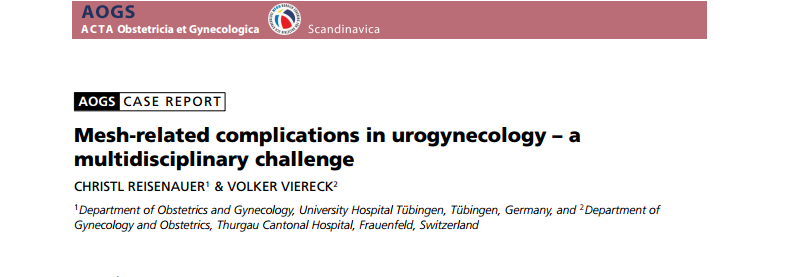 AOGS
ACTA Obstetricia et Gynecologica Scandinavica
AOGS CASE REPORT
Mesh-related complications in urogynecology – a
multidisciplinary challenge
CHRISTL REISENAUER¹ & VOLKER VIERECK²
¹Department of Obstetrics and Gynecology, University Hospital Tübingen, Tübingen, Germany, and ²Department of
Gynecology and Obstetrics, Thurgau Cantonal Hospital, Frauenfeld, Switzerland